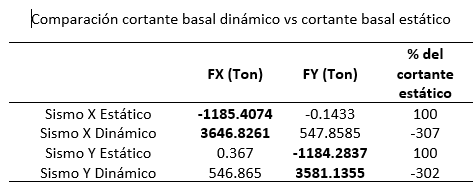 Comparación cortante basal dinámico vs cortante basal estático
FX (Ton) FY (Ton) % del cortante estático
Sismo X Estático -1185.4074 -0.1433 100
Sismo X Dinámico 3646.8261 547.8585 -307
Sismo Y Estático 0.367 -1184.2837 100
Sismo Y Dinámico 546.865 3581.1355 -302